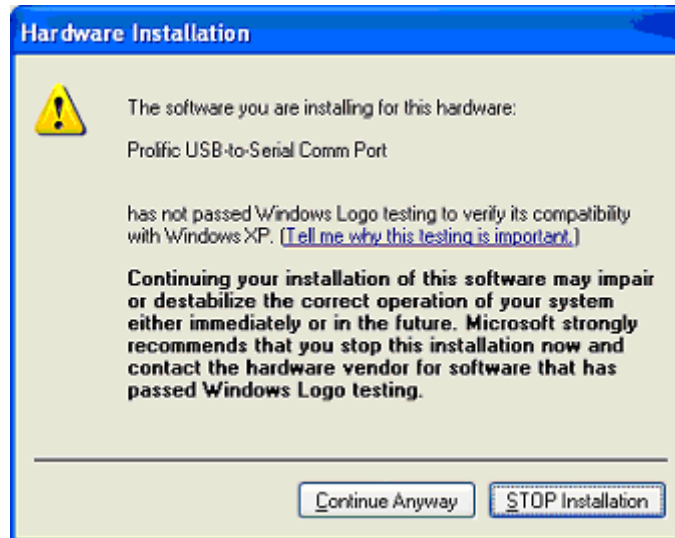 Hardware Installation
The software you are installing for this hardware:
Prolific USB-to-Serial Comm Port
has not passed Windows Logo testing to verify its compatibility
with Windows XP. (Tell me why this testing is important.)
Continuing your installation of this software may impair
or destabilize the correct operation of your system
either immediately or in the future. Microsoft strongly
recommends that you stop this installation now and
contact the hardware vendor for software that has
passed Windows Logo testing.
Continue Anyway STOP Installation